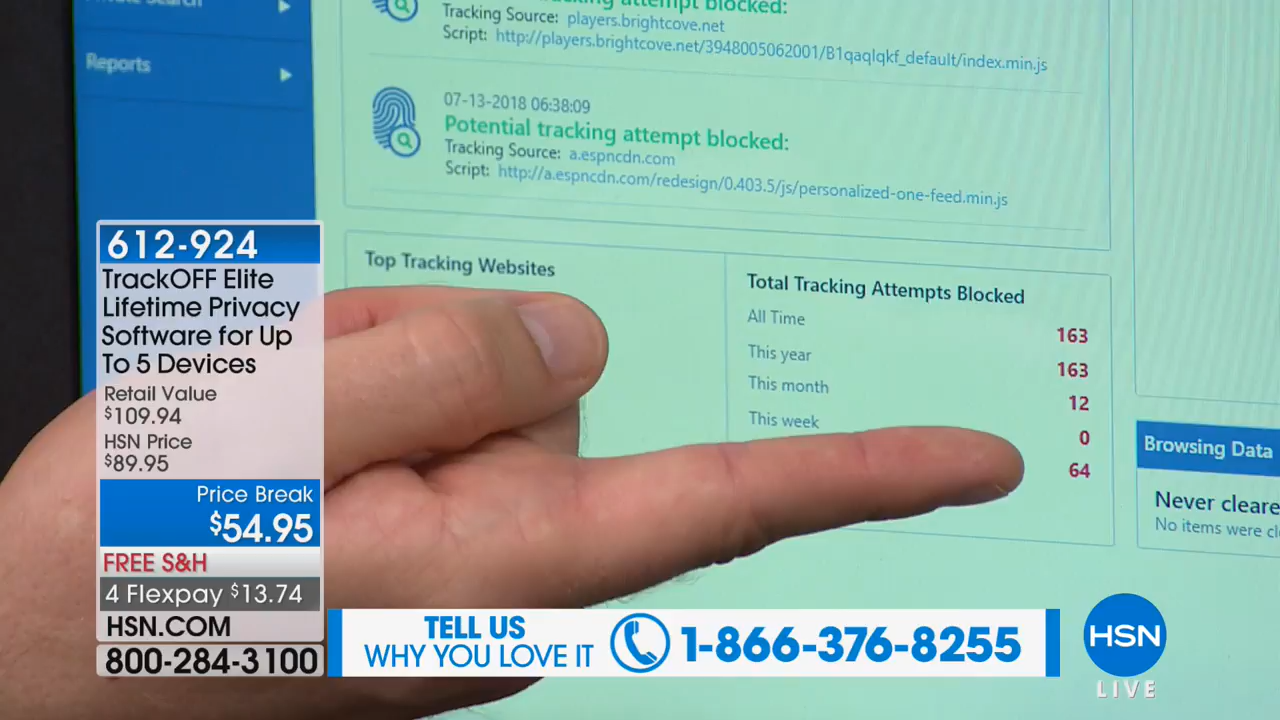 Search
Reports
attempt blocked:
Tracking Source: players.brightcove.net
Script: http://players.brightcove.net/3948005062001/B1qaqlqkf_default/index.min.js
07-13-2018 06:38:09
Potential tracking attempt blocked:
Tracking Source: a.espncdn.com
Script: http://a.espncdn.com/redesign/0.403.5/js/personalized-one-feed.min.js
Top Tracking Websites
Total Tracking Attempts Blocked
All Time 163
This year 163
This month 12
This week 0
64
Browsing Data
Never cleare
No items were cl
612-924
TrackOFF Elite
Lifetime Privacy
Software for Up
To 5 Devices
Retail Value
$109.94
HSN Price
$89.95
Price Break
$54.95
FREE S&H
4 Flexpay $13.74
HSN.COM
800-284-3100
TELL US
WHY YOU LOVE IT
1-866-376-8255
HSN
LIVE